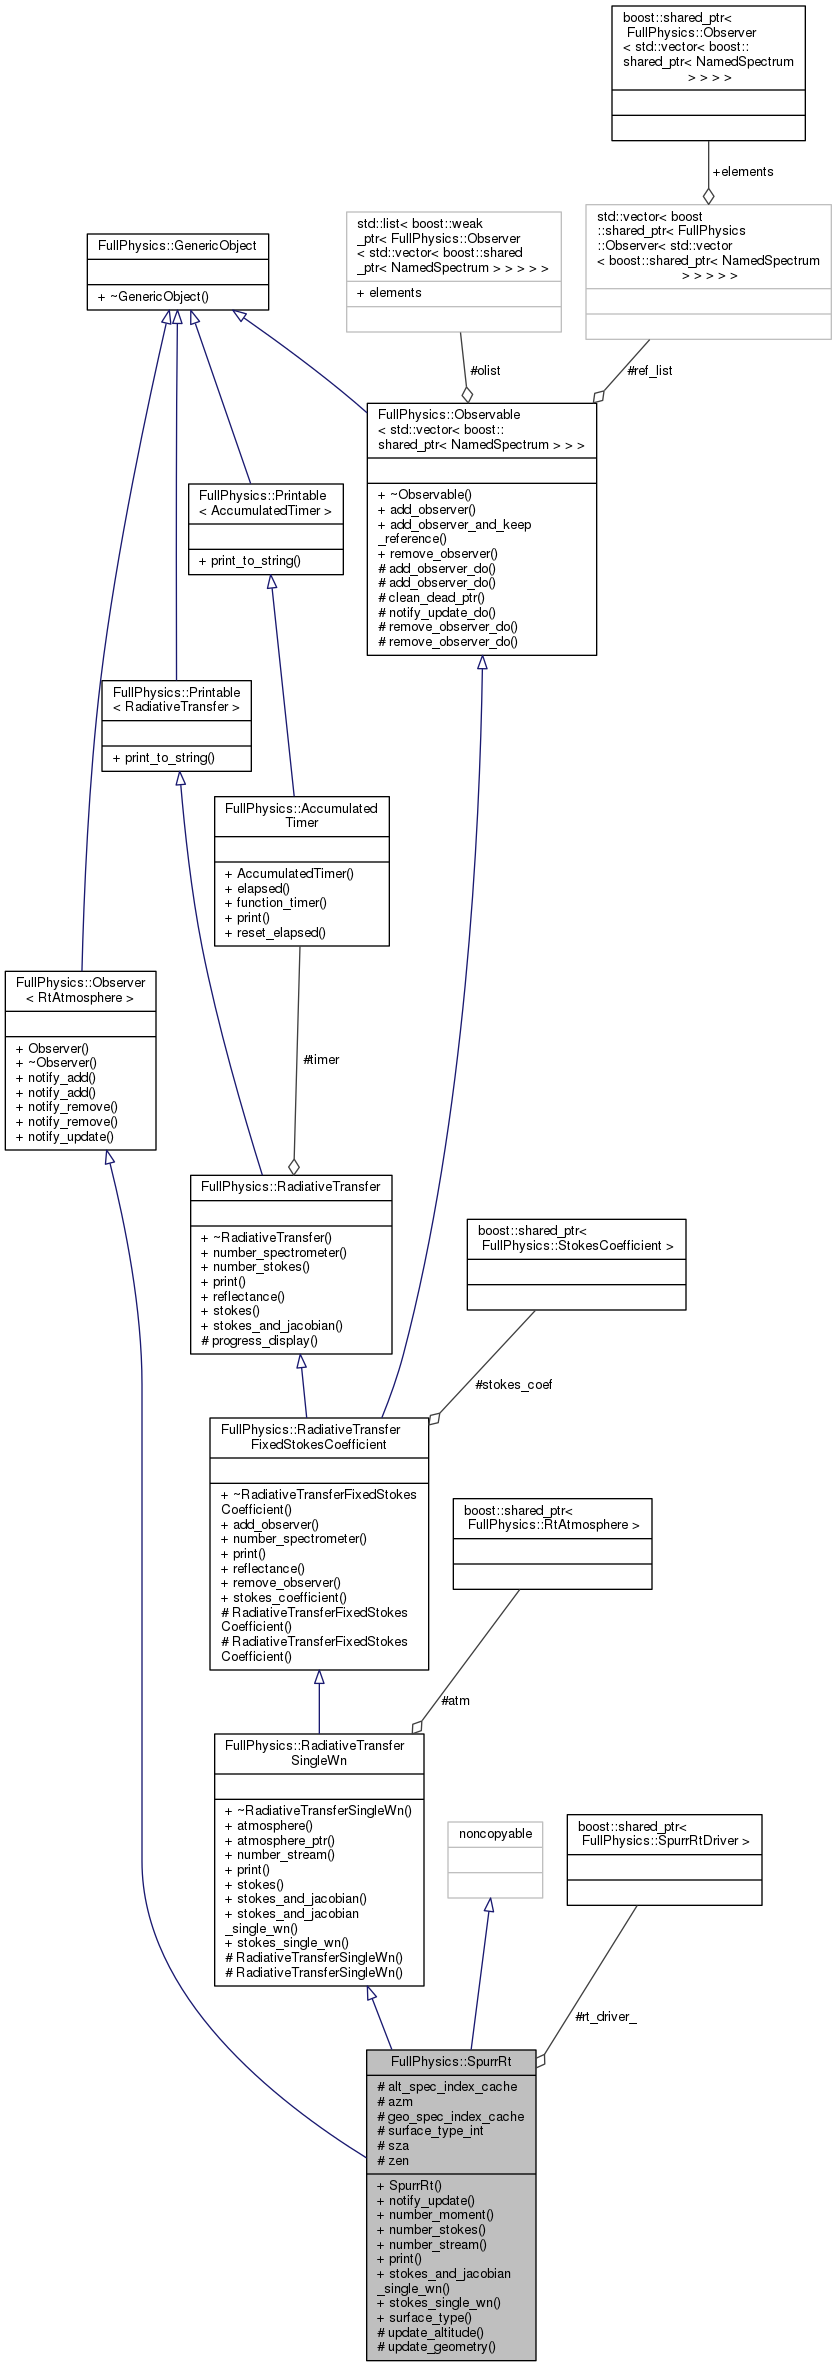 boost::shared_ptr<
FullPhysics::Observer
< std::vector< boost::
shared_ptr< NamedSpectrum
> > > >
+elements
std::list< boost::weak
_ptr< FullPhysics::Observer
< std::vector< boost::shared
_ptr< NamedSpectrum > > > > >
+ elements
std::vector< boost
::shared_ptr< FullPhysics
::Observer< std::vector
< boost::shared_ptr< NamedSpectrum
> > > > >
FullPhysics::GenericObject
+ ~GenericObject()
#olist
#ref_list
FullPhysics::Observable
< std::vector< boost::
shared_ptr< NamedSpectrum > > >
+ ~Observable()
+ add_observer()
+ add_observer_and_keep
_reference()
+ remove_observer()
# add_observer_do()
# add_observer_do()
# clean_dead_ptr()
# notify_update_do()
# remove_observer_do()
# remove_observer_do()
FullPhysics::Printable
< AccumulatedTimer >
+ print_to_string()
FullPhysics::Printable
< RadiativeTransfer >
+ print_to_string()
FullPhysics::Accumulated
Timer
+ AccumulatedTimer()
+ elapsed()
+ function_timer()
+ print()
+ reset_elapsed()
FullPhysics::Observer
< RtAtmosphere >
+ Observer()
+ ~Observer()
+ notify_add()
+ notify_add()
+ notify_remove()
+ notify_remove()
+ notify_update()
#timer
FullPhysics::RadiativeTransfer
+ ~RadiativeTransfer()
+ number_spectrometer()
+ number_stokes()
+ print()
+ reflectance()
+ stokes()
+ stokes_and_jacobian()
# progress_display()
boost::shared_ptr<
FullPhysics::StokesCoefficient >
#stokes_coef
FullPhysics::RadiativeTransfer
FixedStokesCoefficient
+ ~RadiativeTransferFixedStokes
Coefficient()
+ add_observer()
+ number_spectrometer()
+ print()
+ reflectance()
+ remove_observer()
+ stokes_coefficient()
# RadiativeTransferFixedStokes
Coefficient()
# RadiativeTransferFixedStokes
Coefficient()
boost::shared_ptr<
FullPhysics::RtAtmosphere >
#atm
FullPhysics::RadiativeTransfer
SingleWn
+ ~RadiativeTransferSingleWn()
+ atmosphere()
+ atmosphere_ptr()
+ number_stream()
+ print()
+ stokes()
+ stokes_and_jacobian()
+ stokes_and_jacobian
_single_wn()
+ stokes_single_wn()
# RadiativeTransferSingleWn()
# RadiativeTransferSingleWn()
noncopyable
boost::shared_ptr<
FullPhysics::SpurrRtDriver >
#rt_driver_
FullPhysics::SpurrRt
# alt_spec_index_cache
# azm
# geo_spec_index_cache
# surface_type_int
# sza
# zen
+ SpurrRt()
+ notify_update()
+ number_moment()
+ number_stokes()
+ number_stream()
+ print()
+ stokes_and_jacobian
_single_wn()
+ stokes_single_wn()
+ surface_type()
# update_altitude()
# update_geometry()